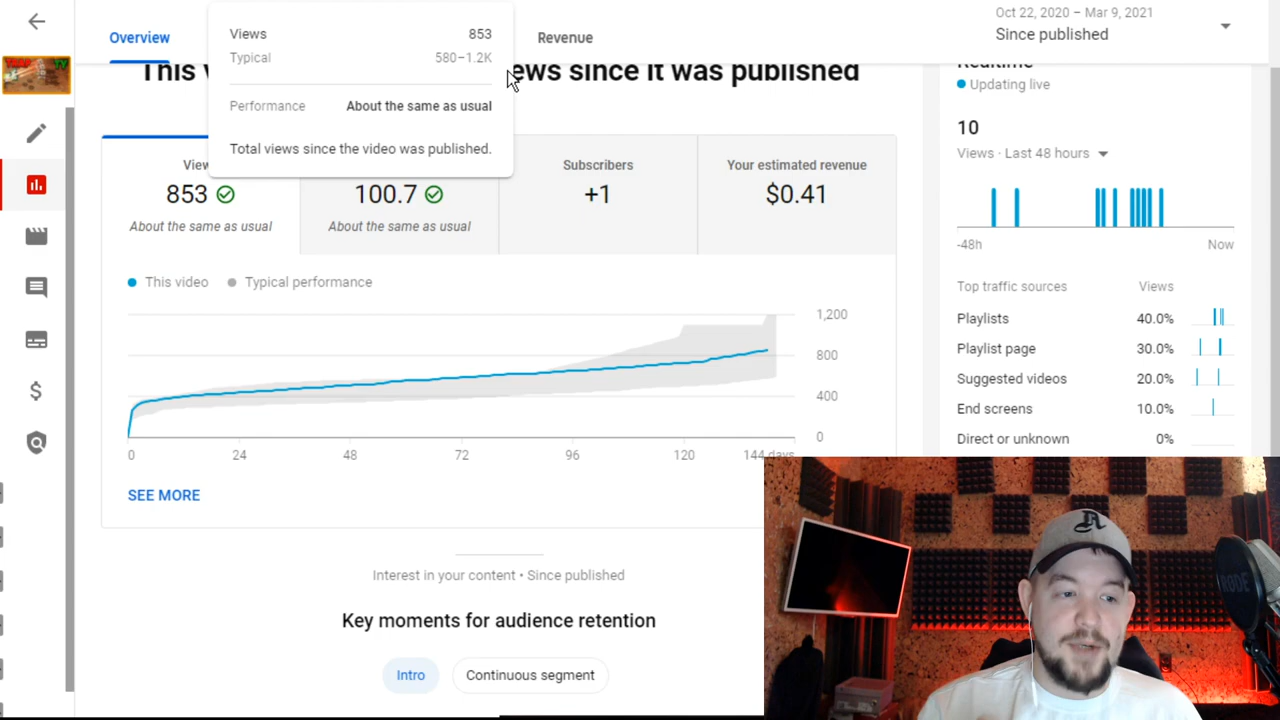 Overview
Revenue
Oct 22, 2020 – Mar 9, 2021
Since published
Views 853
Typical 580–1.2K
Performance About the same as usual
Total views since the video was published.
This
ews since it was published
Realtime
Updating live
10
Views · Last 48 hours
-48h Now
Top traffic sources Views
Playlists 40.0%
Playlist page 30.0%
Suggested videos 20.0%
End screens 10.0%
Direct or unknown 0%
Views
853
About the same as usual
100.7
About the same as usual
Subscribers
+1
Your estimated revenue
$0.41
This video Typical performance
1,200
800
400
0
0 24 48 72 96 120 144 days
SEE MORE
Interest in your content • Since published
Key moments for audience retention
Intro Continuous segment
RODE